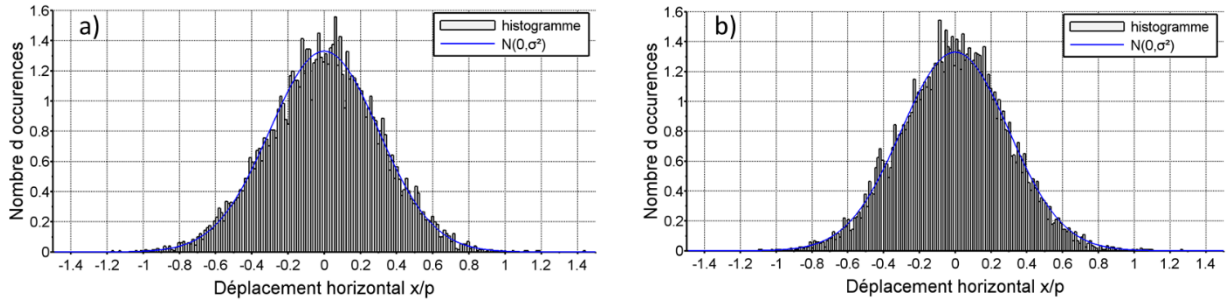 a)
histogramme
N(0,σ²)
Nombre d occurences
1.6
1.4
1.2
1
0.8
0.6
0.4
0.2
0
-1.4 -1.2 -1 -0.8 -0.6 -0.4 -0.2 0 0.2 0.4 0.6 0.8 1 1.2 1.4
Déplacement horizontal x/p
b)
histogramme
N(0,σ²)
Nombre d occurences
1.6
1.4
1.2
1
0.8
0.6
0.4
0.2
0
-1.4 -1.2 -1 -0.8 -0.6 -0.4 -0.2 0 0.2 0.4 0.6 0.8 1 1.2 1.4
Déplacement horizontal x/p